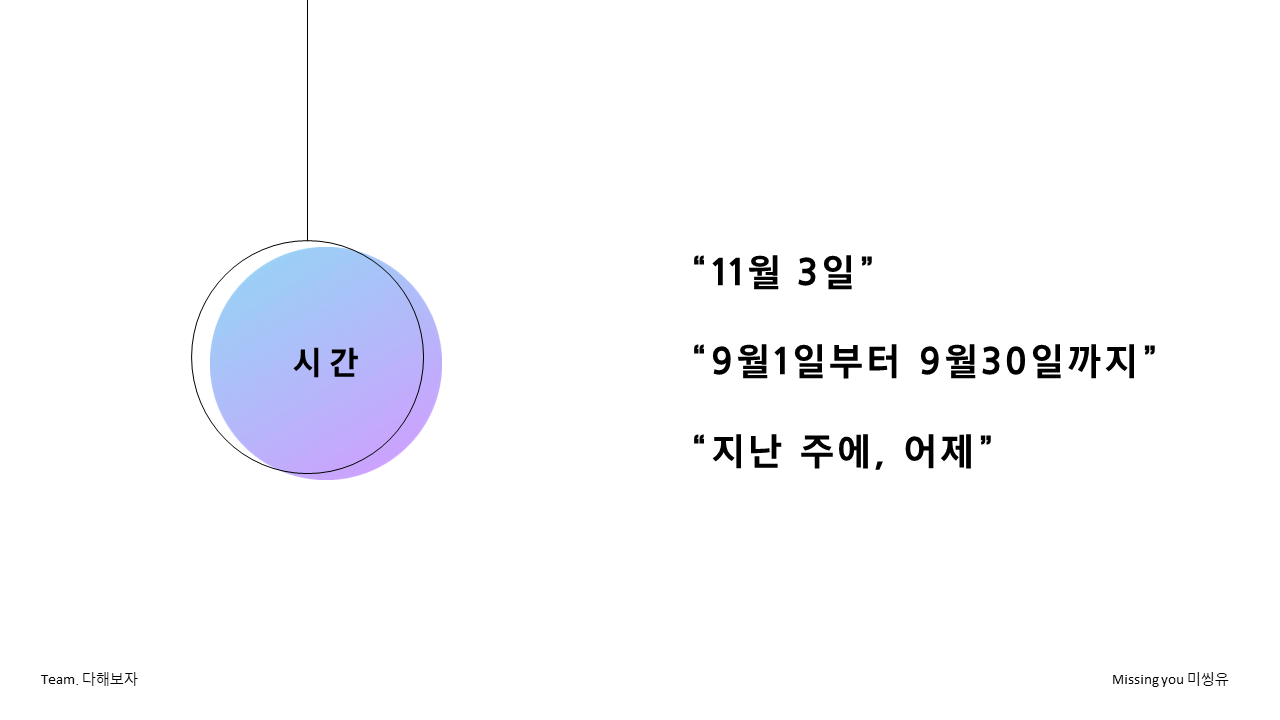 시간
“11월 3일”
“9월1일부터 9월30일까지”
“지난 주에, 어제”
Team. 다해보자
Missing you 미씽유